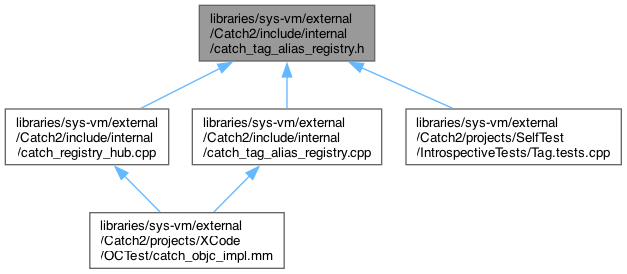 libraries/sys-vm/external
/Catch2/include/internal
/catch_tag_alias_registry.h
libraries/sys-vm/external
/Catch2/include/internal
/catch_registry_hub.cpp
libraries/sys-vm/external
/Catch2/include/internal
/catch_tag_alias_registry.cpp
libraries/sys-vm/external
/Catch2/projects/SelfTest
/IntrospectiveTests/Tag.tests.cpp
libraries/sys-vm/external
/Catch2/projects/XCode
/OCTest/catch_objc_impl.mm